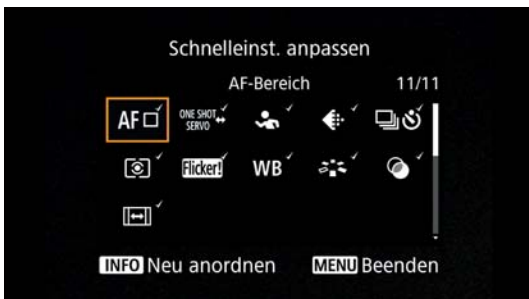 Schnelleinst. anpassen
AF-Bereich 11/11
AF ONE SHOT SERVO
Flicker! WB
INFO Neu anordnen MENU Beenden